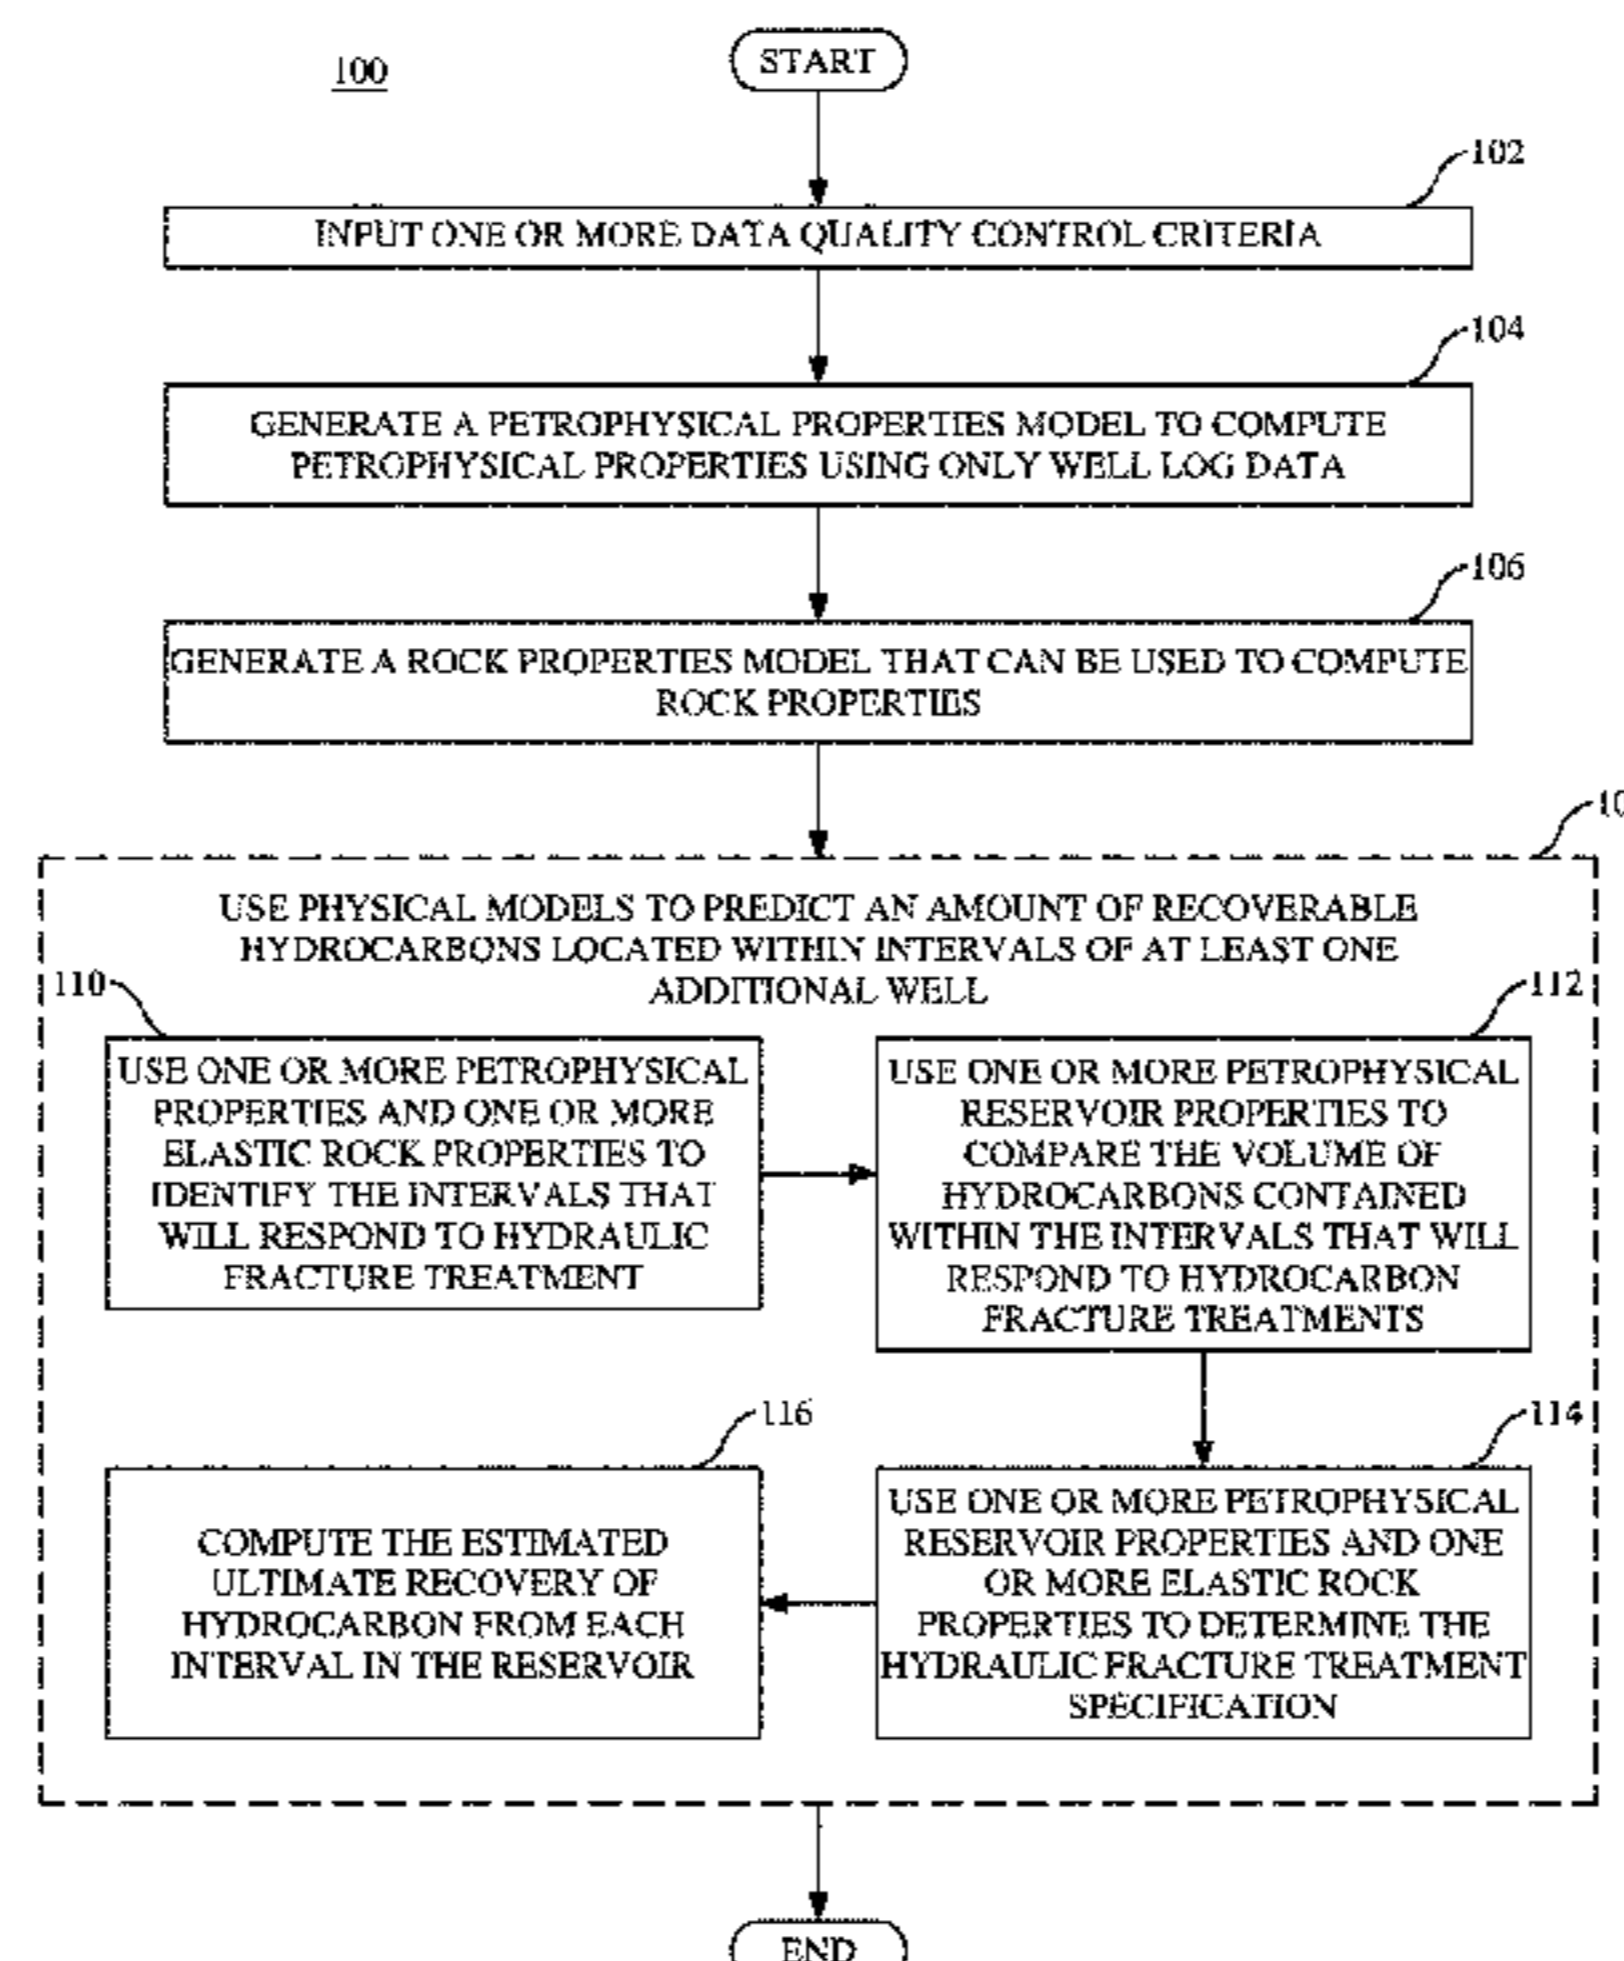 100
START
102
INPUT ONE OR MORE DATA QUALITY CONTROL CRITERIA
104
GENERATE A PETROPHYSICAL PROPERTIES MODEL TO COMPUTE
PETROPHYSICAL PROPERTIES USING ONLY WELL LOG DATA
106
GENERATE A ROCK PROPERTIES MODEL THAT CAN BE USED TO COMPUTE
ROCK PROPERTIES
USE PHYSICAL MODELS TO PREDICT AN AMOUNT OF RECOVERABLE
HYDROCARBONS LOCATED WITHIN INTERVALS OF AT LEAST ONE
ADDITIONAL WELL
110
USE ONE OR MORE PETROPHYSICAL
PROPERTIES AND ONE OR MORE
ELASTIC ROCK PROPERTIES TO
IDENTIFY THE INTERVALS THAT
WILL RESPOND TO HYDRAULIC
FRACTURE TREATMENT
112
USE ONE OR MORE PETROPHYSICAL
RESERVOIR PROPERTIES TO
COMPARE THE VOLUME OF
HYDROCARBONS CONTAINED
WITHIN THE INTERVALS THAT WILL
RESPOND TO HYDROCARBON
FRACTURE TREATMENTS
114
USE ONE OR MORE PETROPHYSICAL
RESERVOIR PROPERTIES AND ONE
OR MORE ELASTIC ROCK
PROPERTIES TO DETERMINE THE
HYDRAULIC FRACTURE TREATMENT
SPECIFICATION
116
COMPUTE THE ESTIMATED
ULTIMATE RECOVERY OF
HYDROCARBON FROM EACH
INTERVAL IN THE RESERVOIR
END